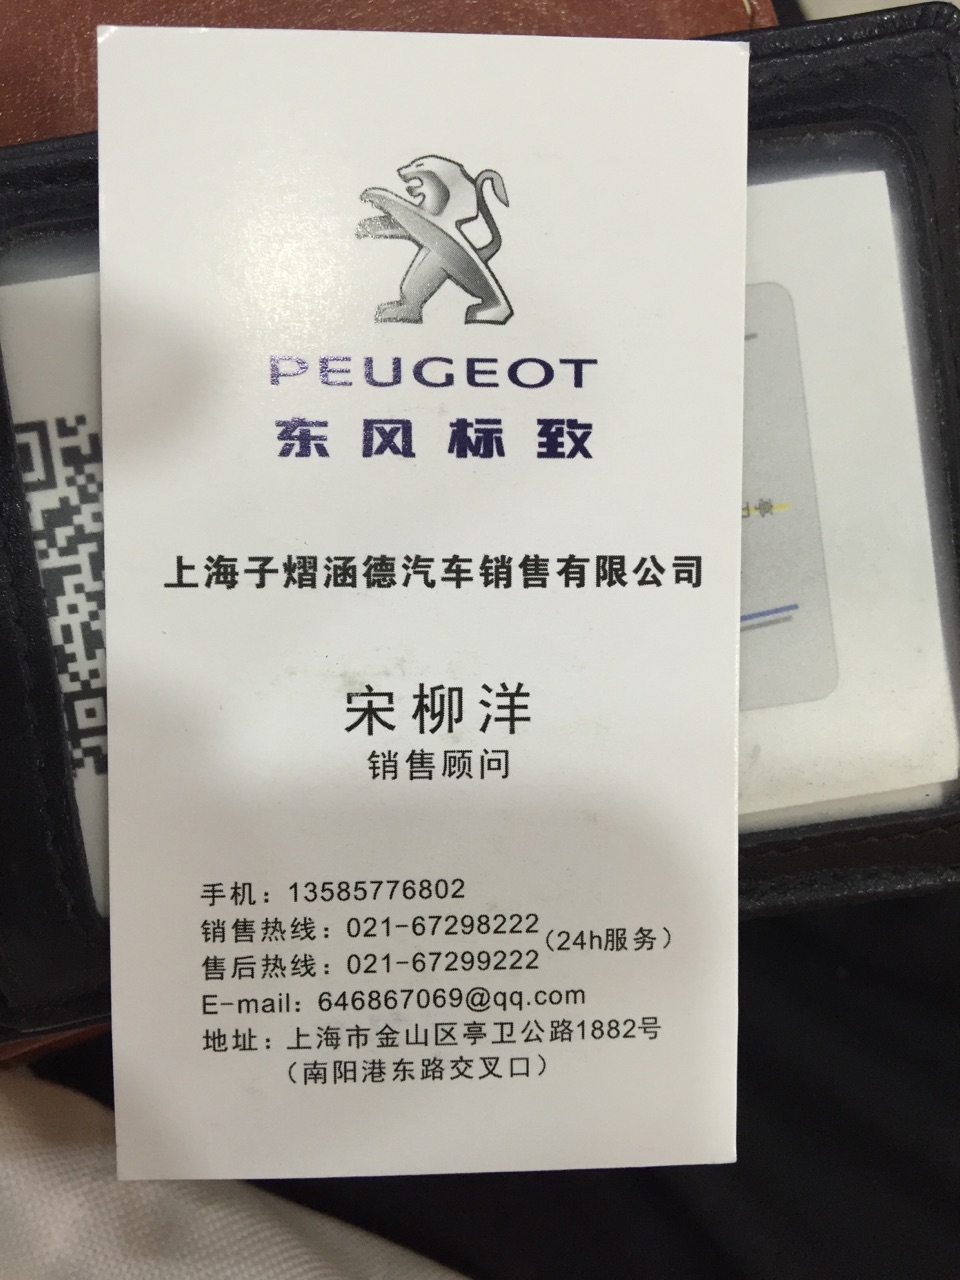 PEUGEOT
东风标致
上海子熠涵德汽车销售有限公司
宋柳洋
销售顾问
手机：13585776802
销售热线：021-67298222
（24h服务）
售后热线：021-67299222
E-mail：646867069@qq.com
地址：上海市金山区亭卫公路1882号
（南阳港东路交叉口）